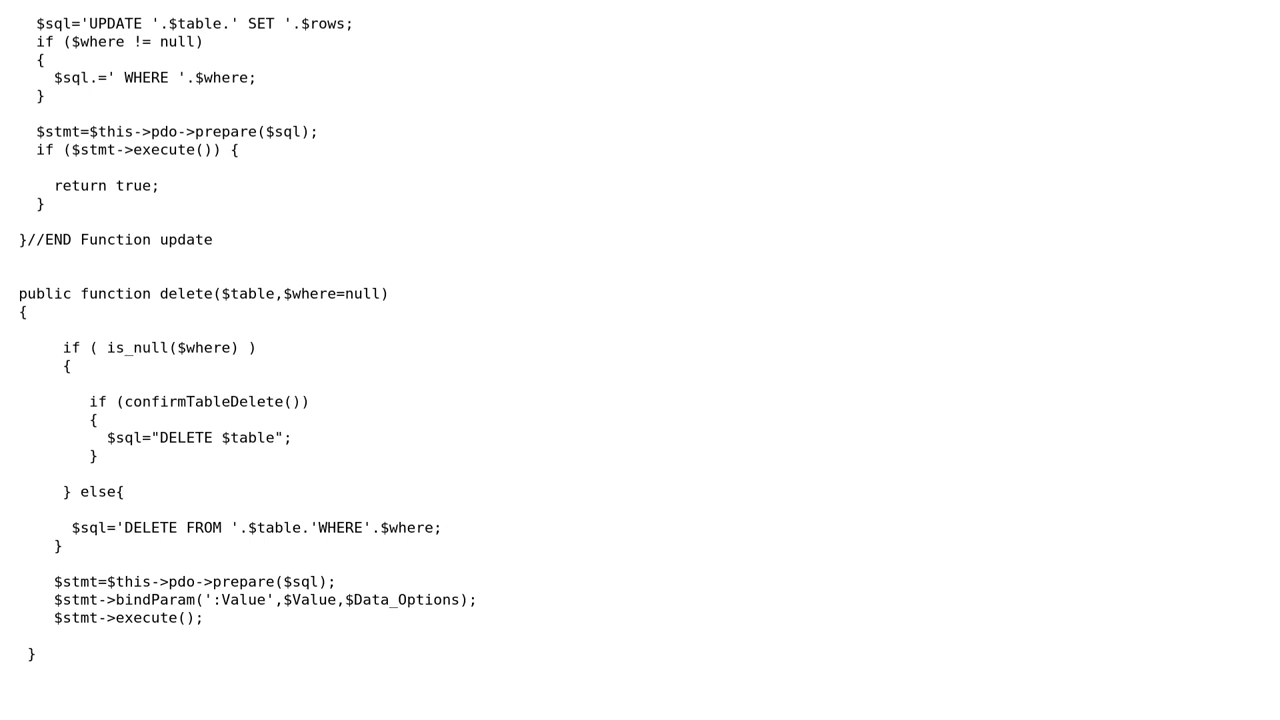 $sql='UPDATE '.$table.' SET '.$rows;
if ($where != null)
{
$sql.=' WHERE '.$where;
}
$stmt=$this->pdo->prepare($sql);
if ($stmt->execute()) {
return true;
}
}//END Function update
public function delete($table,$where=null)
{
if ( is_null($where) )
{
if (confirmTableDelete())
{
$sql="DELETE $table";
}
} else{
$sql='DELETE FROM '.$table.'WHERE'.$where;
}
$stmt=$this->pdo->prepare($sql);
$stmt->bindParam(':Value',$Value,$Data_Options);
$stmt->execute();
}